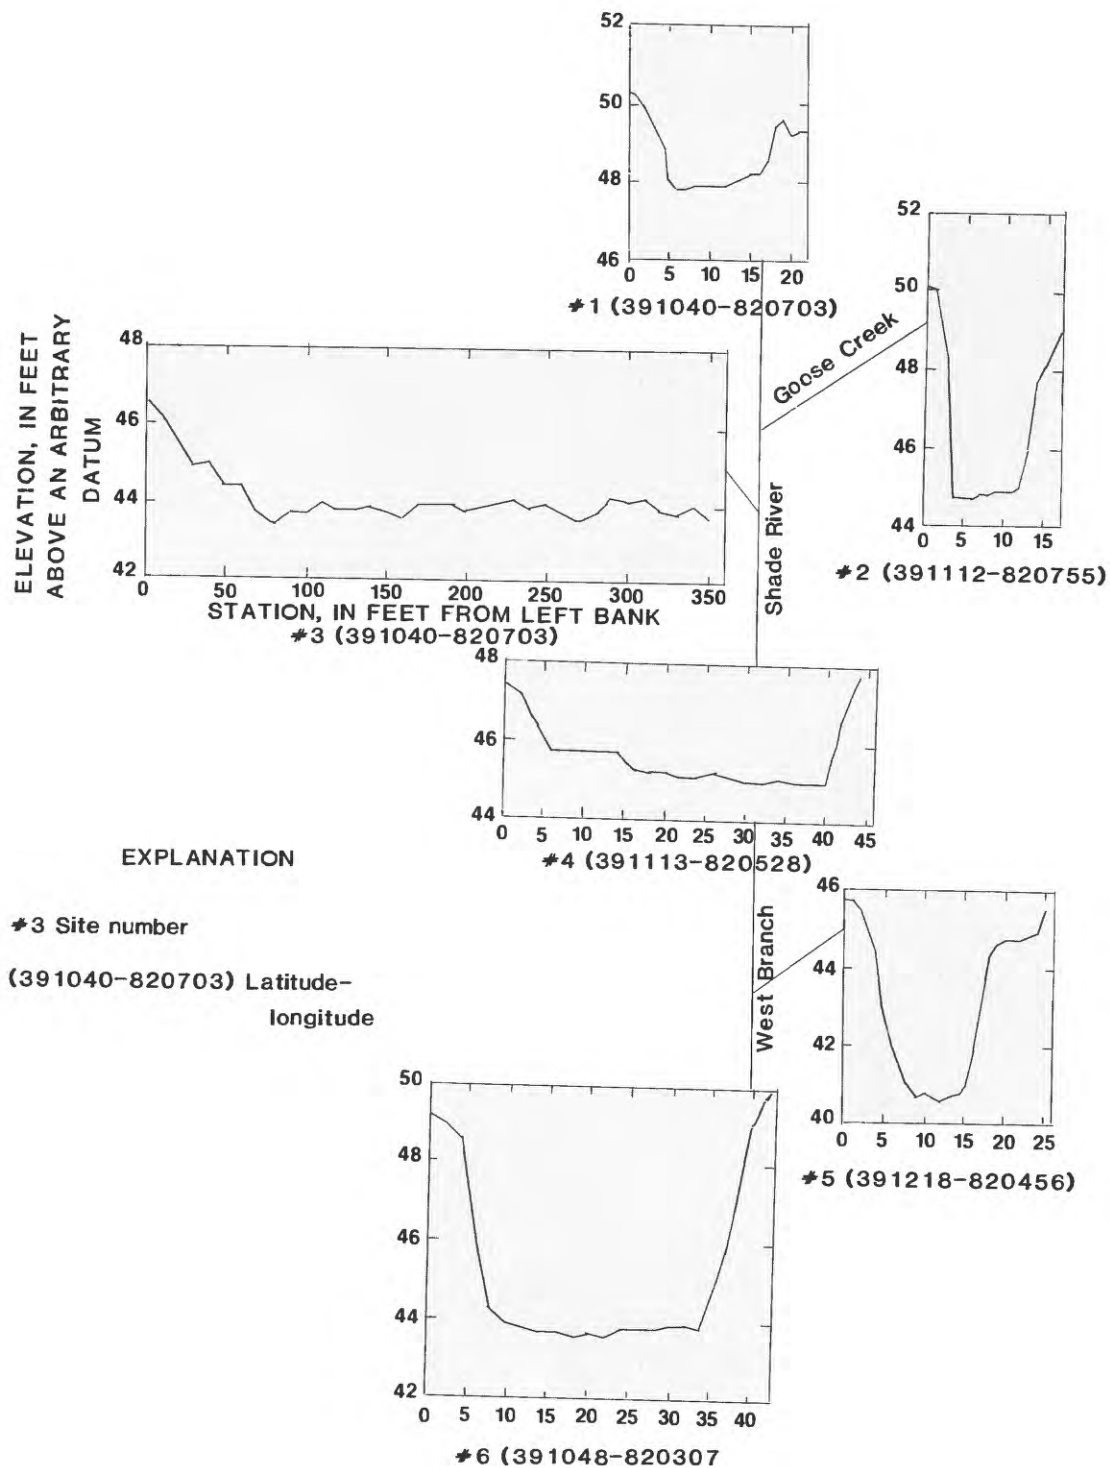 52
50
48
46
0 5 10 15 20
#1 (391040-820703)
52
50
48
46
44
0 5 10 15
#2 (391112-820755)
Goose Creek
Shade River
ELEVATION, IN FEET
ABOVE AN ARBITRARY
DATUM
48
46
44
42
0 50 100 150 200 250 300 350
STATION, IN FEET FROM LEFT BANK
#3 (391040-820703)
48
46
44
0 5 10 15 20 25 30 35 40 45
#4 (391113-820528)
EXPLANATION
#3 Site number
(391040-820703) Latitude-
longitude
West Branch
46
44
42
40
0 5 10 15 20 25
#5 (391218-820456)
50
48
46
44
42
0 5 10 15 20 25 30 35 40
#6 (391048-820307